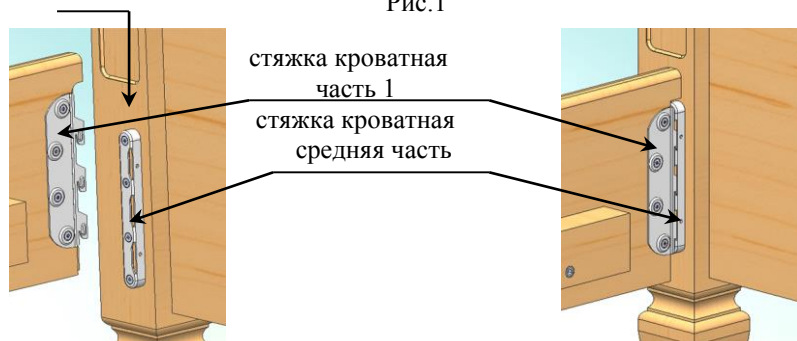 Рис.1
стяжка кроватная
часть 1
стяжка кроватная
средняя часть